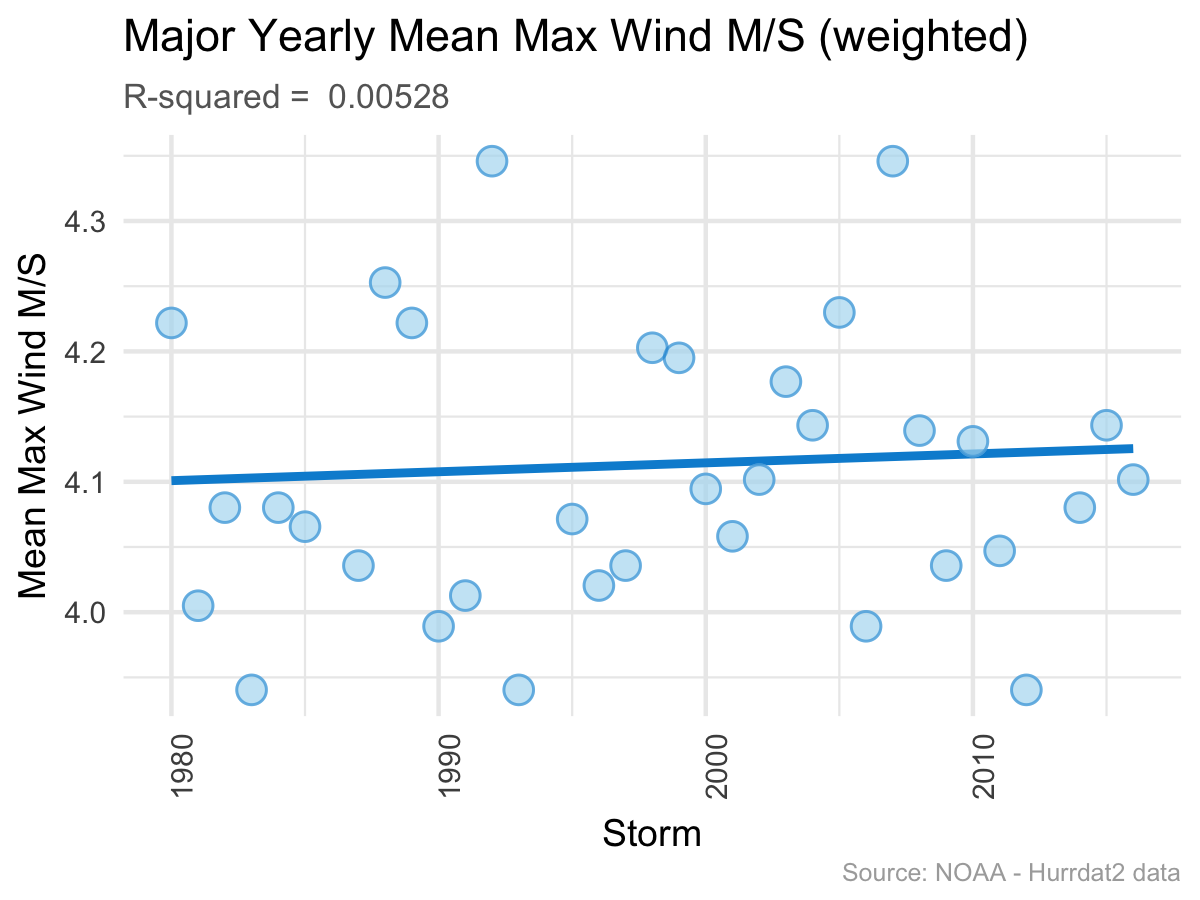 Major Yearly Mean Max Wind M/S (weighted)
R-squared =  0.00528
Mean Max Wind M/S
4.3
4.2
4.1
4.0
1980
1990
2000
2010
Storm
Source: NOAA - Hurrdat2 data